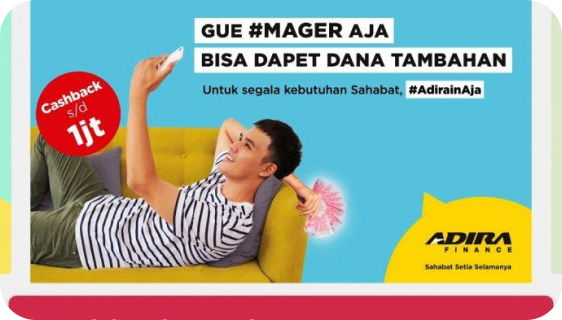 GUE #MAGER AJA
BISA DAPET DANA TAMBAHAN
Untuk segala kebutuhan Sahabat, #AdirainAja
Cashback
s/d
1jt
ADIRA
FINANCE
Sahabat Setia Selamanya